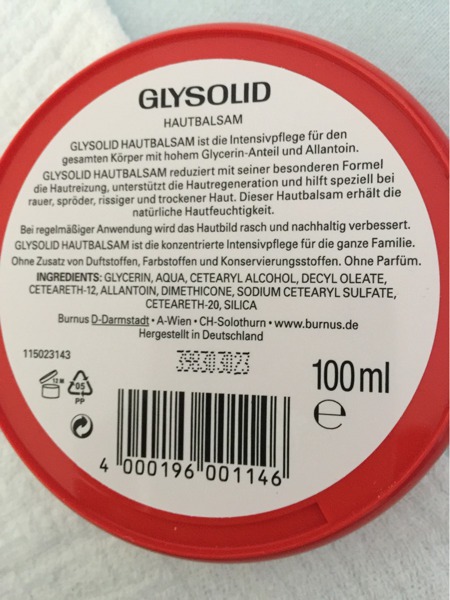 GLYSOLID
HAUTBALSAM
GLYSOLID HAUTBALSAM ist die Intensivpflege für den
gesamten Körper mit hohem Glycerin-Anteil und Allantoin.
GLYSOLID HAUTBALSAM reduziert mit seiner besonderen Formel
die Hautreizung, unterstützt die Hautregeneration und hilft speziell bei
rauer, spröder, rissiger und trockener Haut. Dieser Hautbalsam erhält die
natürliche Hautfeuchtigkeit.
Bei regelmäßiger Anwendung wird das Hautbild rasch und nachhaltig verbessert.
GLYSOLID HAUTBALSAM ist die konzentrierte Intensivpflege für die ganze Familie.
Ohne Zusatz von Duftstoffen, Farbstoffen und Konservierungsstoffen. Ohne Parfüm.
INGREDIENTS: GLYCERIN, AQUA, CETEARYL ALCOHOL, DECYL OLEATE,
CETEARETH-12, ALLANTOIN, DIMETHICONE, SODIUM CETEARYL SULFATE,
CETEARETH-20, SILICA
Burnus D-Darmstadt • A-Wien • CH-Solothurn • www.burnus.de
Hergestellt in Deutschland
115023143
398303023
100 ml
12 M
05
PP
℮
4 000196 001146